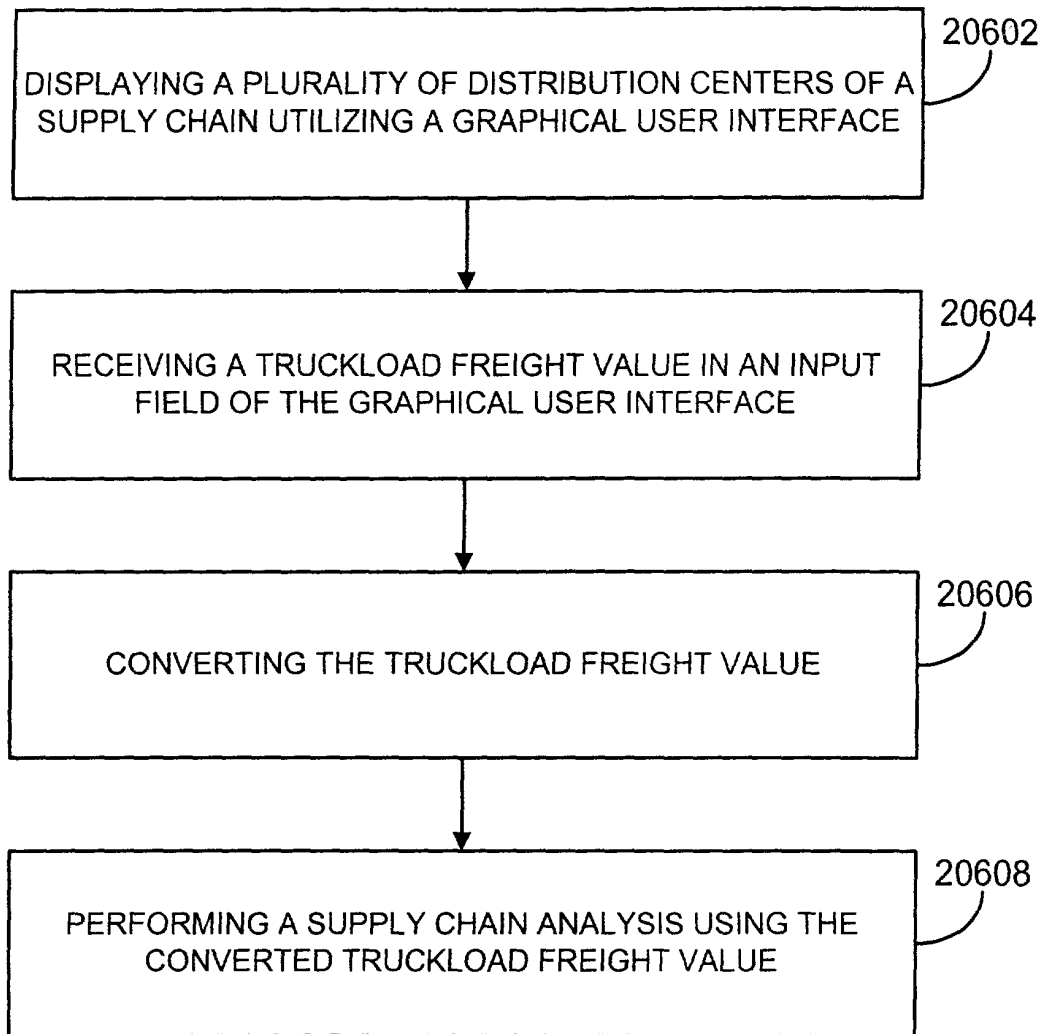 20602
DISPLAYING A PLURALITY OF DISTRIBUTION CENTERS OF A
SUPPLY CHAIN UTILIZING A GRAPHICAL USER INTERFACE
20604
RECEIVING A TRUCKLOAD FREIGHT VALUE IN AN INPUT
FIELD OF THE GRAPHICAL USER INTERFACE
20606
CONVERTING THE TRUCKLOAD FREIGHT VALUE
20608
PERFORMING A SUPPLY CHAIN ANALYSIS USING THE
CONVERTED TRUCKLOAD FREIGHT VALUE